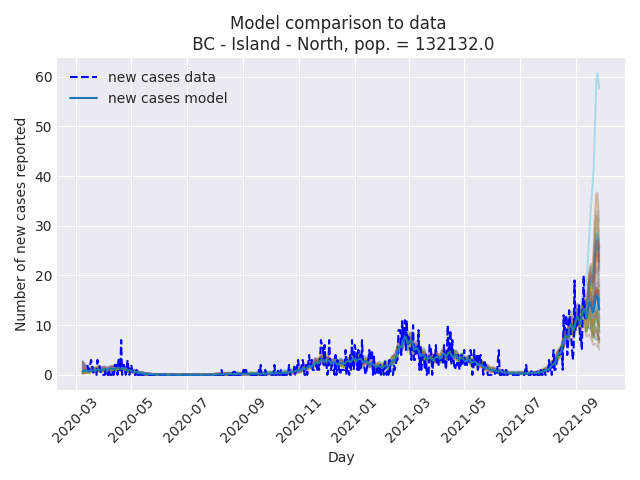 Model comparison to data
BC - Island - North, pop. = 132132.0
new cases data
new cases model
Number of new cases reported
60
50
40
30
20
10
0
2020-03
2020-05
2020-07
2020-09
2020-11
2021-01
2021-03
2021-05
2021-07
2021-09
Day